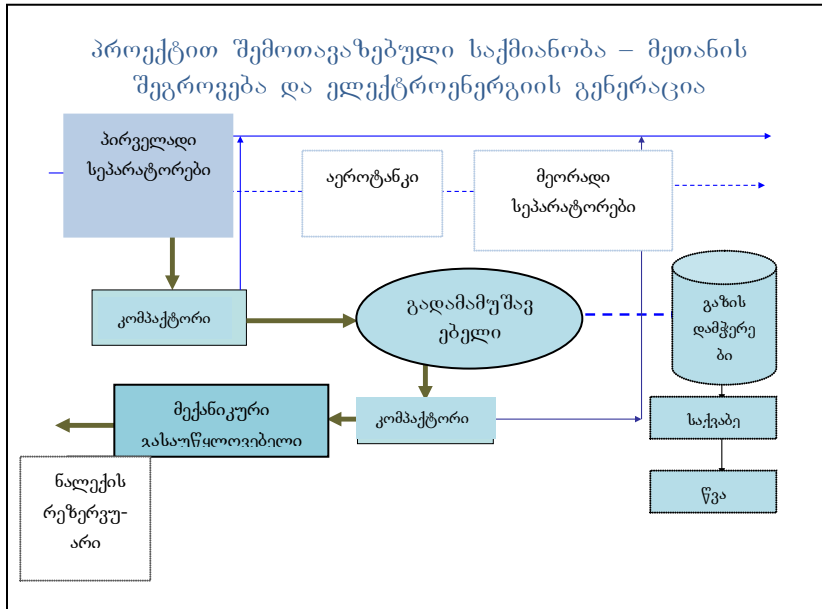 პროექტით შემოთავაზებული საქმიანობა – მეთანის
შეგროვება და ელექტროენერგიის გენერაცია
პირველადი
სეპარატორები
აეროტანკი
მეორადი
სეპარატორები
კომპაქტორი
გადამამუშავ
ებელი
გაზის
დამჭერე
ბი
მექანიკური
გასაუწყლოვებელი
კომპაქტორი
საქვაბე
ნალექის
რეზერვუ-
არი
წვა